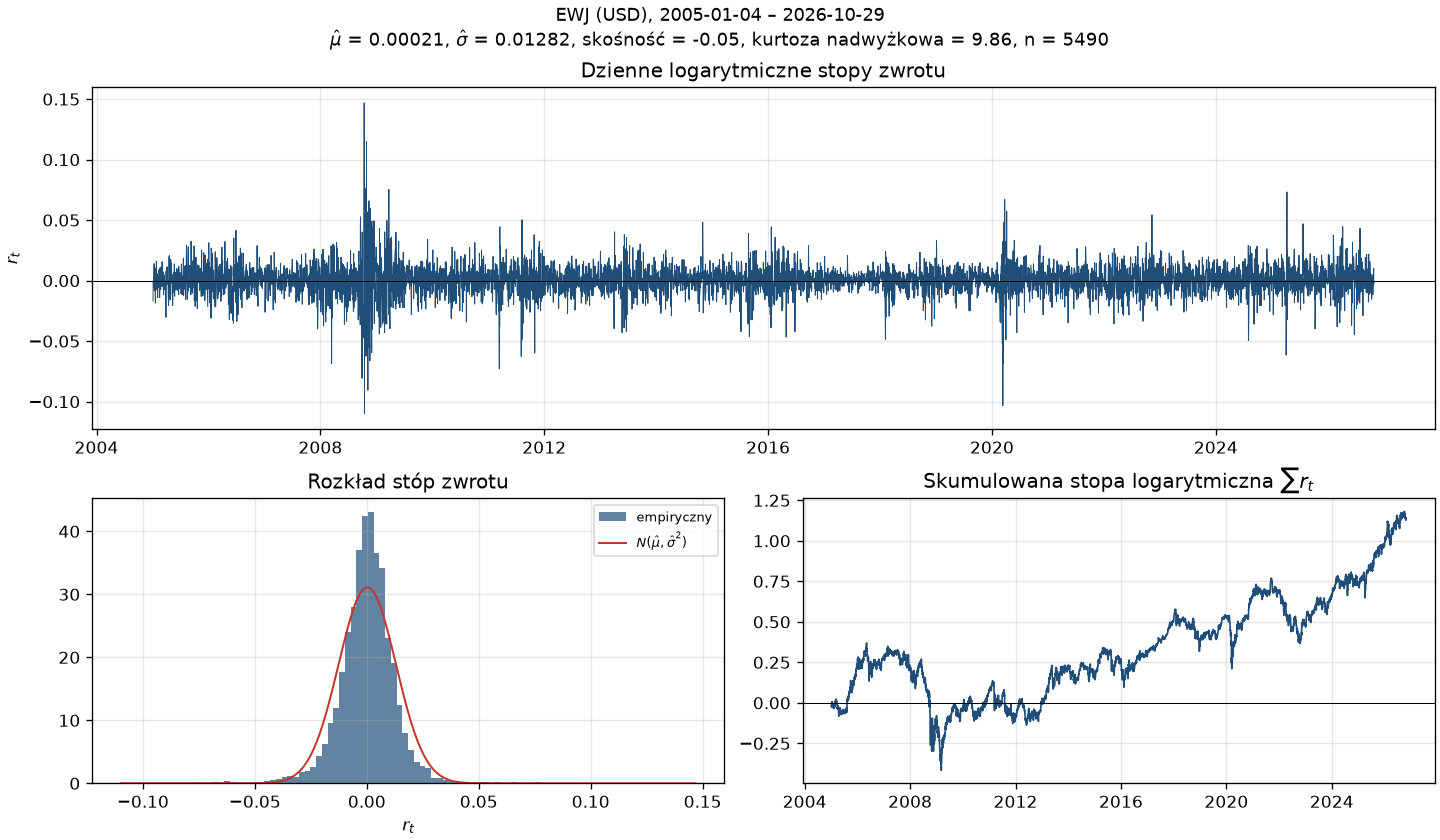 EWJ (USD), 2005-01-04 – 2026-10-29
μ̂ = 0.00021, σ̂ = 0.01282, skośność = -0.05, kurtoza nadwyżkowa = 9.86, n = 5490
Dzienne logarytmiczne stopy zwrotu
0.15
0.10
0.05
0.00
−0.05
−0.10
r_t
2004 2008 2012 2016 2020 2024
Rozkład stóp zwrotu
empiryczny
N(μ̂, σ̂²)
40
30
20
10
0
−0.10 −0.05 0.00 0.05 0.10 0.15
r_t
Skumulowana stopa logarytmiczna ∑r_t
1.25
1.00
0.75
0.50
0.25
0.00
−0.25
2004 2008 2012 2016 2020 2024